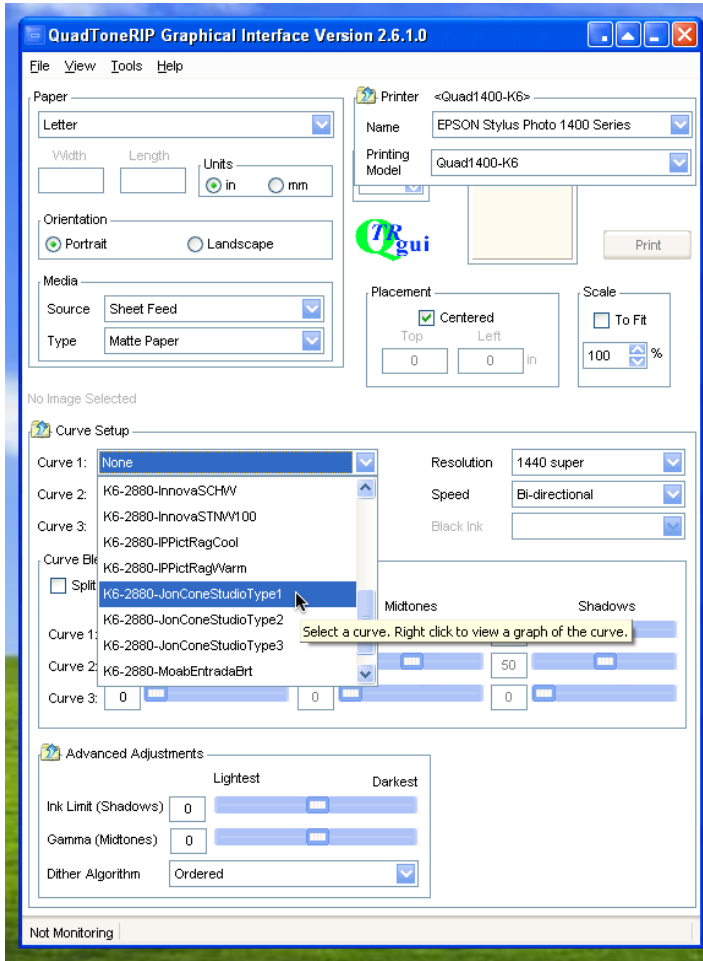 QuadToneRIP Graphical Interface Version 2.6.1.0
File View Tools Help
Paper
Letter
Width Length
Units
in mm
Orientation
Portrait Landscape
Media
Source Sheet Feed
Type Matte Paper
Printer <Quad1400-K6>
Name EPSON Stylus Photo 1400 Series
Printing
Model
Quad1400-K6
QTR
gui
Print
Placement
Centered
Top Left
0 0 in
Scale
To Fit
100 %
No Image Selected
Curve Setup
Curve 1: None
Curve 2:
Curve 3:
Resolution 1440 super
Speed Bi-directional
Black Ink
K6-2880-InnovaSCHW
K6-2880-InnovaSTNW100
K6-2880-IPPictRagCool
K6-2880-IPPictRagWarm
K6-2880-JonConeStudioType1
K6-2880-JonConeStudioType2
K6-2880-JonConeStudioType3
K6-2880-MoabEntradaBrt
Select a curve. Right click to view a graph of the curve.
Curve Ble
Split
Midtones Shadows
Curve 1:
Curve 2: 50
Curve 3: 0 0 0
Advanced Adjustments
Lightest Darkest
Ink Limit (Shadows) 0
Gamma (Midtones) 0
Dither Algorithm Ordered
Not Monitoring